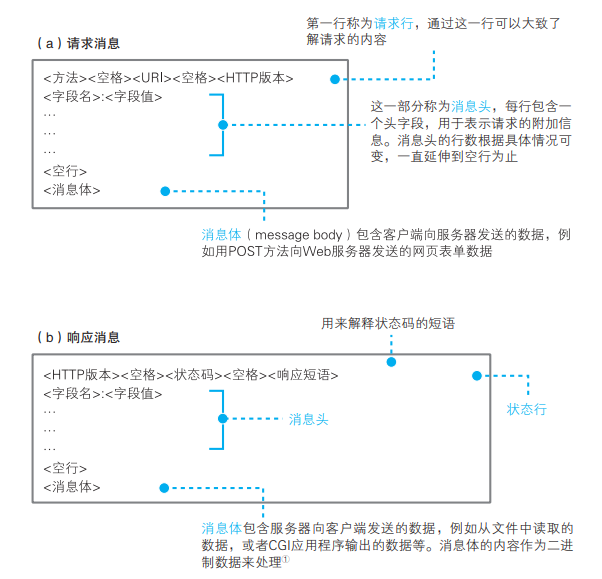 第一行称为请求行，通过这一行可以大致了
解请求的内容
（a）请求消息
<方法><空格><URI><空格><HTTP版本>
<字段名>:<字段值>
…
…
…
<空行>
<消息体>
这一部分称为消息头，每行包含一
个头字段，用于表示请求的附加信
息。消息头的行数根据具体情况可
变，一直延伸到空行为止
消息体（message body）包含客户端向服务器发送的数据，例
如用POST方法向Web服务器发送的网页表单数据
用来解释状态码的短语
（b）响应消息
<HTTP版本><空格><状态码><空格><响应短语>
<字段名>:<字段值>
…
…
…
<空行>
<消息体>
消息头
状态行
消息体包含服务器向客户端发送的数据，例如从文件中读取的
数据，或者CGI应用程序输出的数据等。消息体的内容作为二进
制数据来处理①